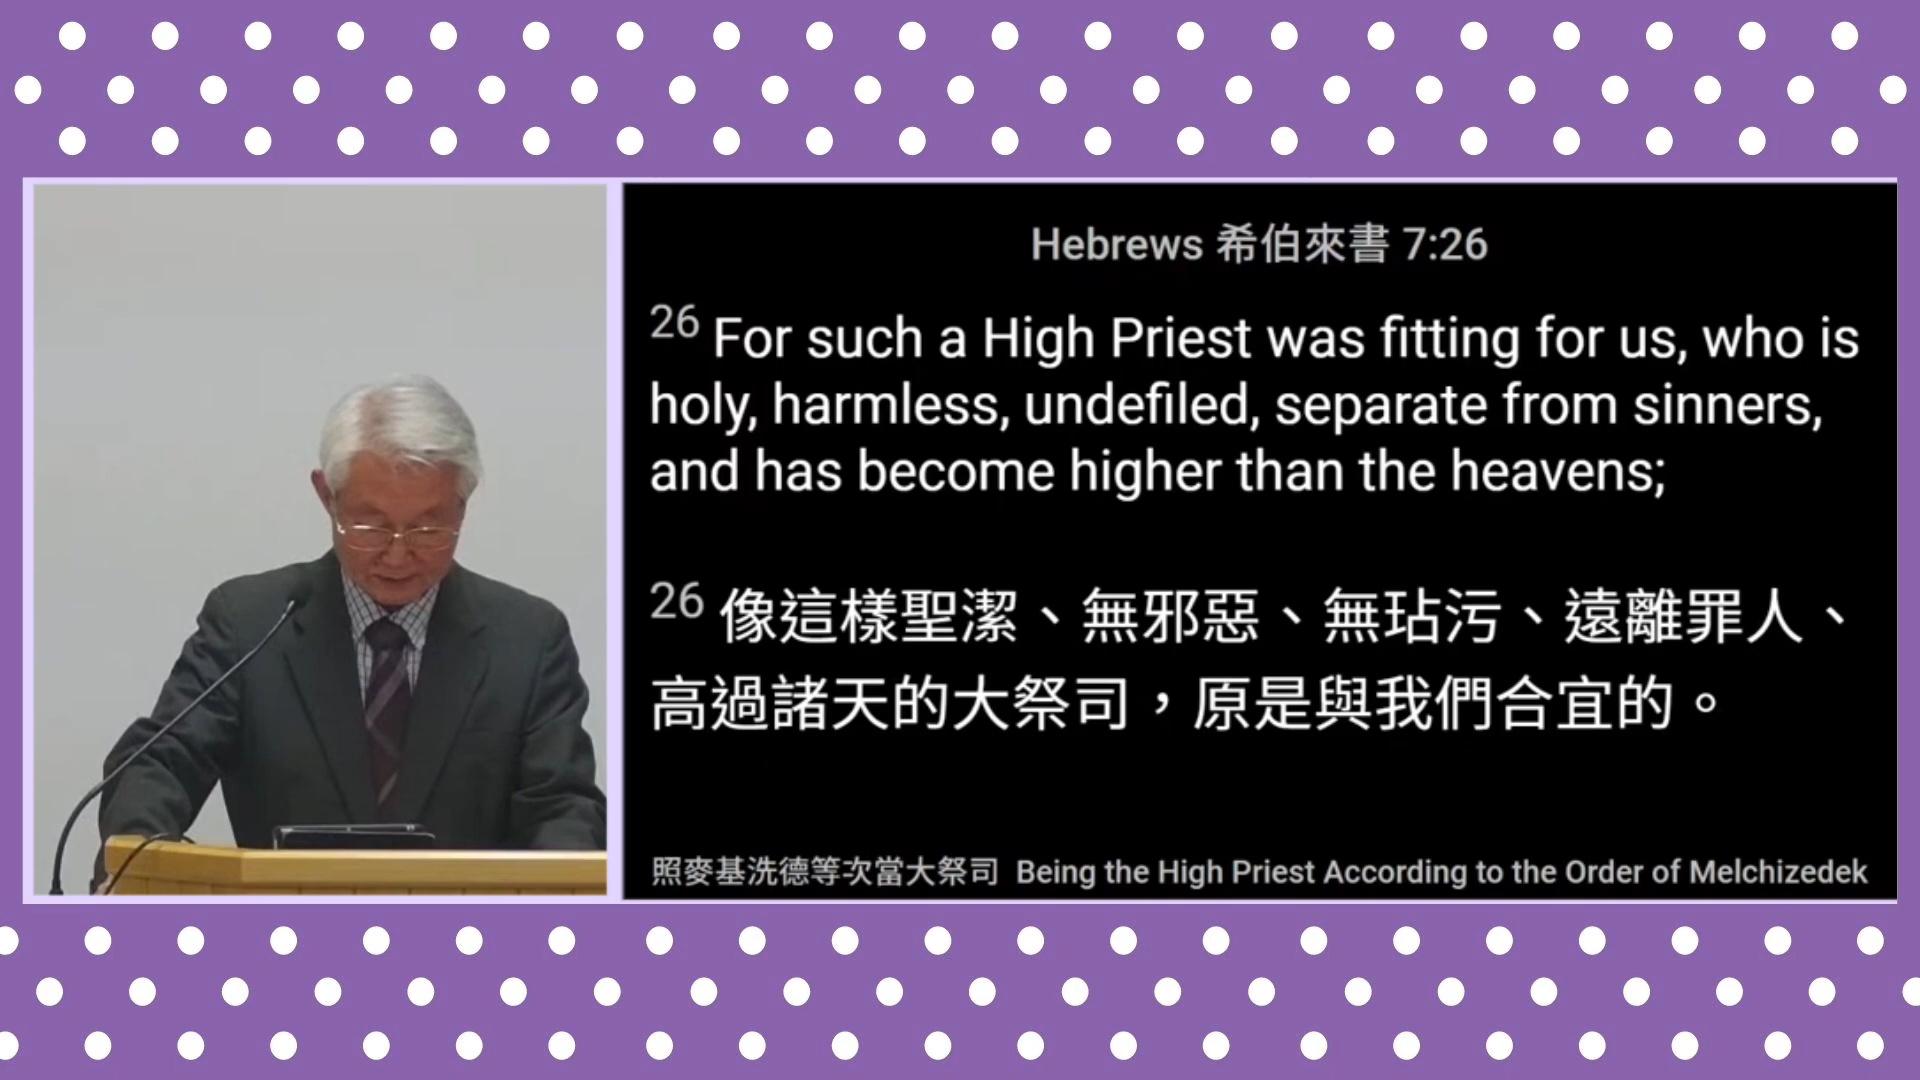 Hebrews 希伯來書 7:26
26 For such a High Priest was fitting for us, who is
holy, harmless, undefiled, separate from sinners,
and has become higher than the heavens;
26 像這樣聖潔、無邪惡、無玷污、遠離罪人、
高過諸天的大祭司，原是與我們合宜的。
照麥基洗德等次當大祭司 Being the High Priest According to the Order of Melchizedek